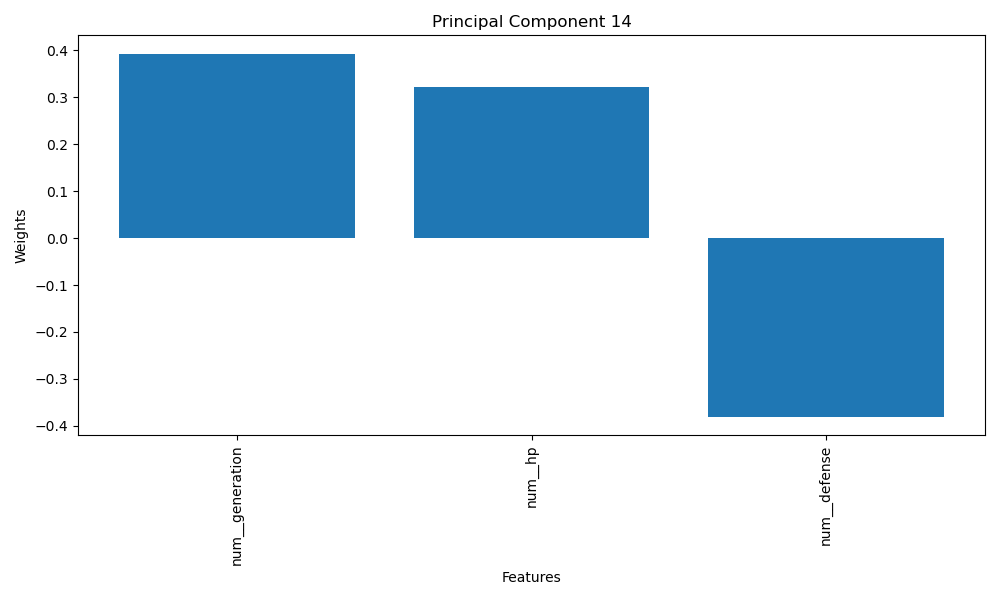 Principal Component 14
Weights
0.4
0.3
0.2
0.1
0.0
−0.1
−0.2
−0.3
−0.4
num__generation
num__hp
num__defense
Features